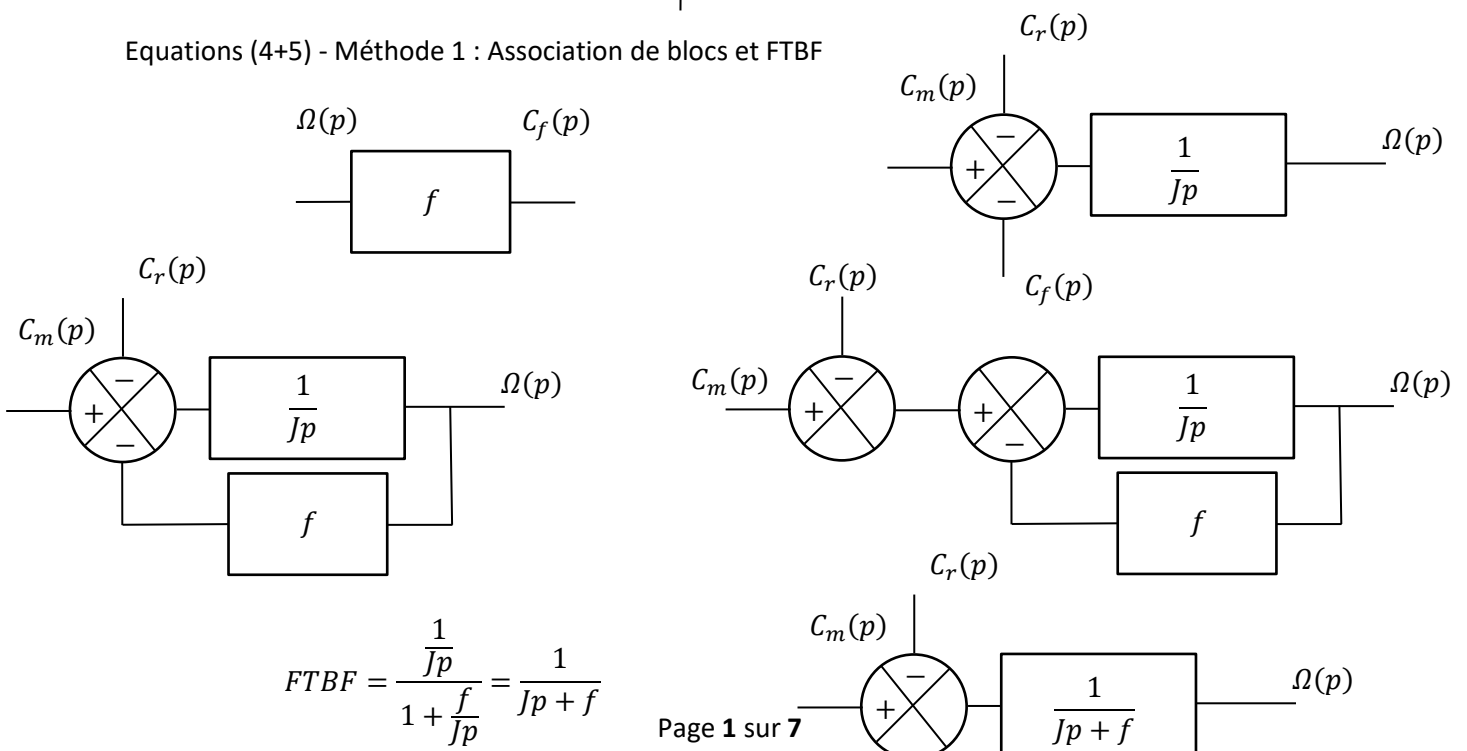 Equations (4+5) - Méthode 1 : Association de blocs et FTBF
Ω(p)
C_f(p)
f
C_r(p)
C_m(p)
−
+
−
1
Jp
Ω(p)
C_f(p)
C_r(p)
C_m(p)
−
+
−
1
Jp
Ω(p)
f
C_r(p)
C_m(p)
−
+
+
−
1
Jp
Ω(p)
f
FTBF = (1/Jp)/(1 + f/Jp) = 1/(Jp + f)
C_r(p)
C_m(p)
−
+
1
Jp + f
Ω(p)
Page 1 sur 7